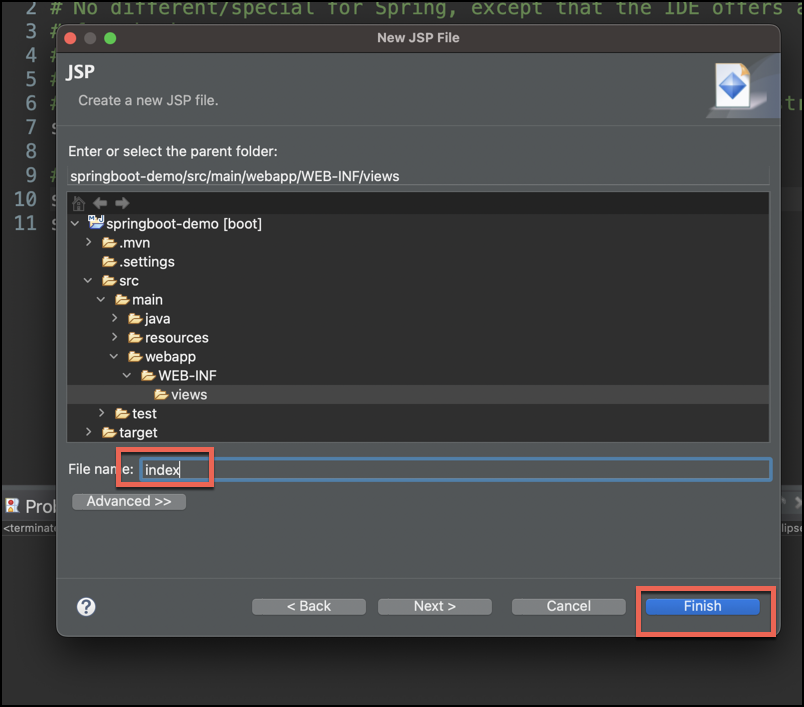 2 # No different/special for Spring, except that the IDE offers a
3 #
New JSP File
4 #
JSP
5 #
Create a new JSP file.
6 #
7 s
8
Enter or select the parent folder:
9 #
springboot-demo/src/main/webapp/WEB-INF/views
10 s
11 s
springboot-demo [boot]
.mvn
.settings
src
main
java
resources
webapp
WEB-INF
views
test
target
File name: index
Advanced >>
<terminate
? < Back Next > Cancel Finish